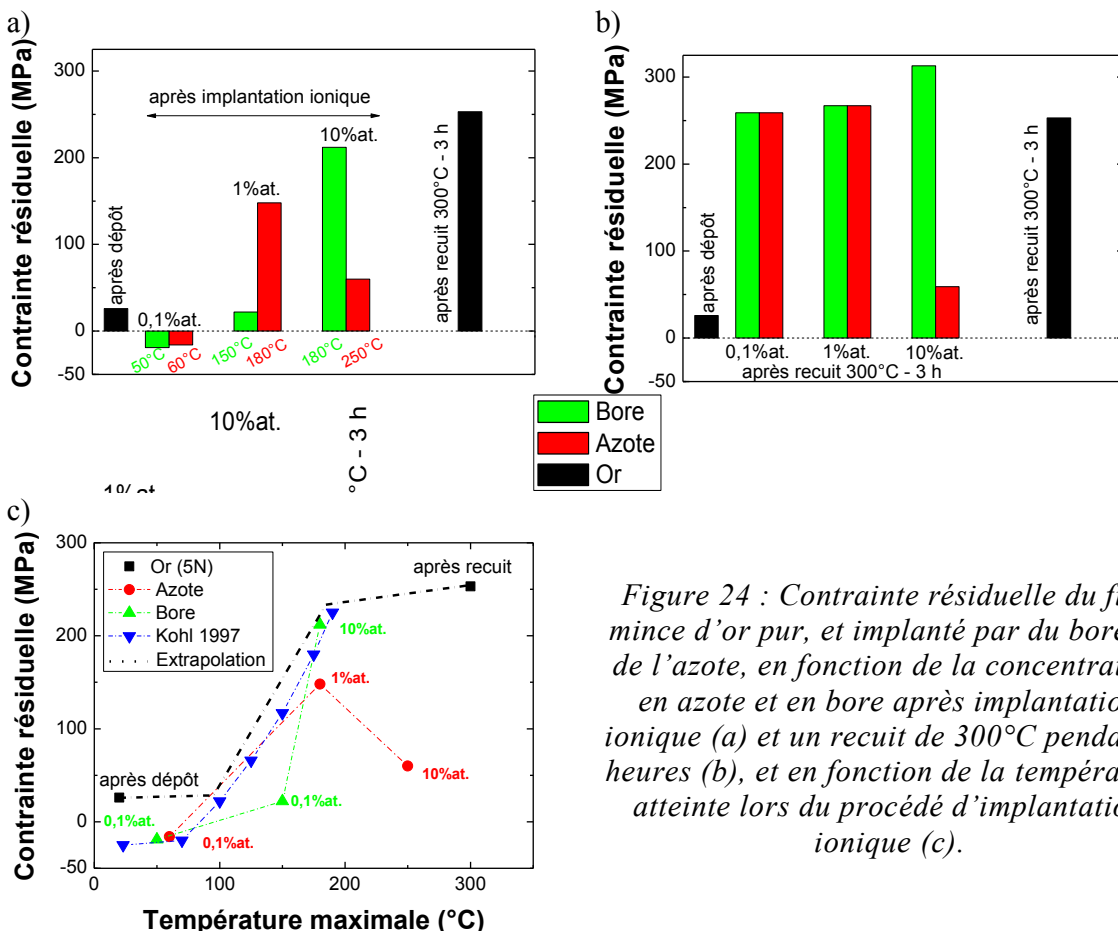 a)
Contrainte résiduelle (MPa)
300
200
100
0
-50
après implantation ionique
après dépôt
0,1%at.
1%at.
10%at.
50°C
60°C
150°C
180°C
180°C
250°C
après recuit 300°C - 3 h
b)
Contrainte résiduelle (MPa)
300
200
100
0
-50
après dépôt
0,1%at.
1%at.
10%at.
après recuit 300°C - 3 h
après recuit 300°C - 3 h
10%at.
°C - 3 h
1%at.
Bore
Azote
Or
c)
Contrainte résiduelle (MPa)
300
250
200
150
100
50
0
-50
Or (5N)
Azote
Bore
Kohl 1997
Extrapolation
après recuit
10%at.
1%at.
après dépôt
10%at.
0,1%at.
0,1%at.
0,1%at.
0
100
200
300
Température maximale (°C)
Figure 24 : Contrainte résiduelle du
mince d'or pur, et implanté par du bore
de l'azote, en fonction de la
en azote et en bore après
ionique (a) et un recuit de 300°C
heures (b), et en fonction de la
atteinte lors du procédé
ionique (c).